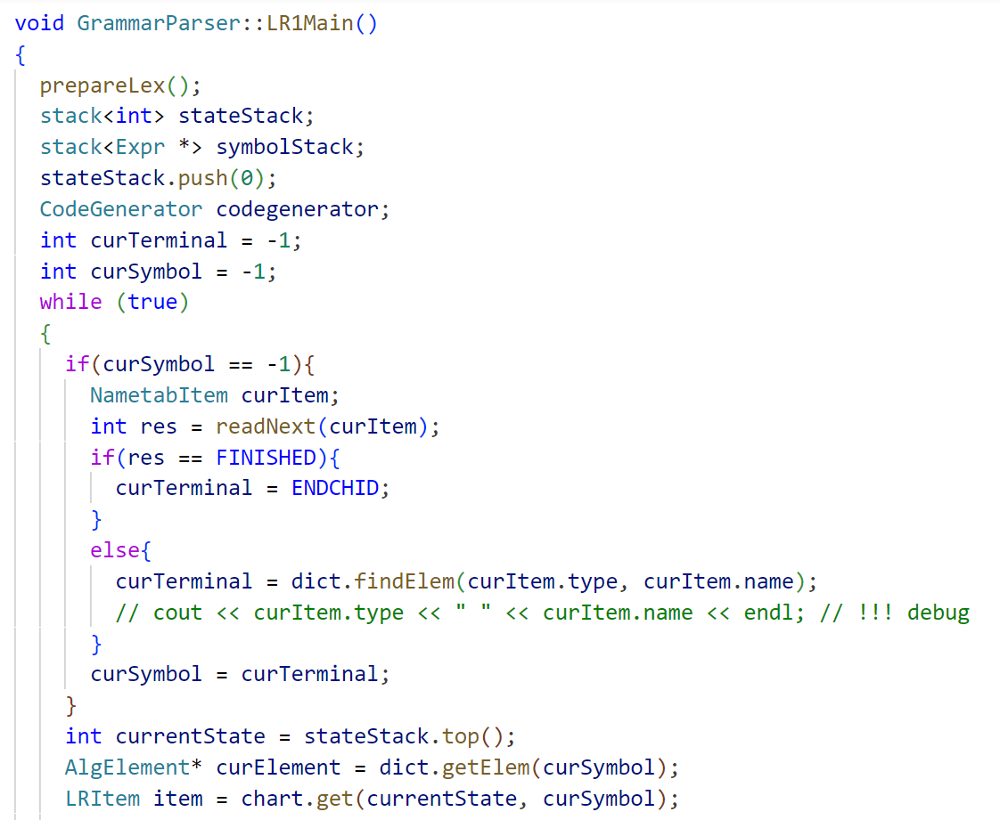 void GrammarParser::LR1Main()
{
  prepareLex();
  stack<int> stateStack;
  stack<Expr *> symbolStack;
  stateStack.push(0);
  CodeGenerator codegenerator;
  int curTerminal = -1;
  int curSymbol = -1;
  while (true)
  {
    if(curSymbol == -1){
      NametabItem curItem;
      int res = readNext(curItem);
      if(res == FINISHED){
        curTerminal = ENDCHID;
      }
      else{
        curTerminal = dict.findElem(curItem.type, curItem.name);
        // cout << curItem.type << " " << curItem.name << endl; // !!! debug
      }
      curSymbol = curTerminal;
    }
    int currentState = stateStack.top();
    AlgElement* curElement = dict.getElem(curSymbol);
    LRItem item = chart.get(currentState, curSymbol);